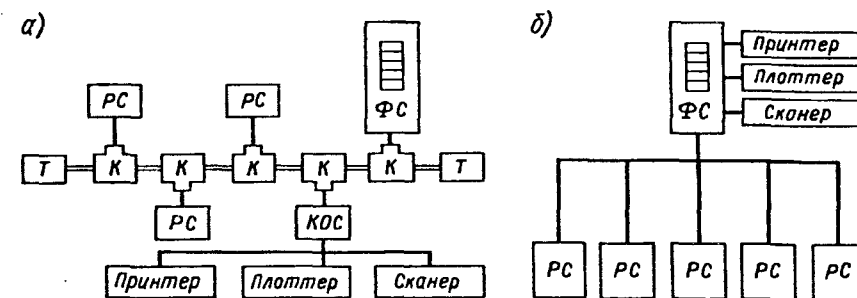 а)
РС
РС
ФС
Т К К К К К Т
РС
КОС
Принтер Плоттер Сканер
б)
ФС
Принтер
Плоттер
Сканер
РС РС РС РС РС